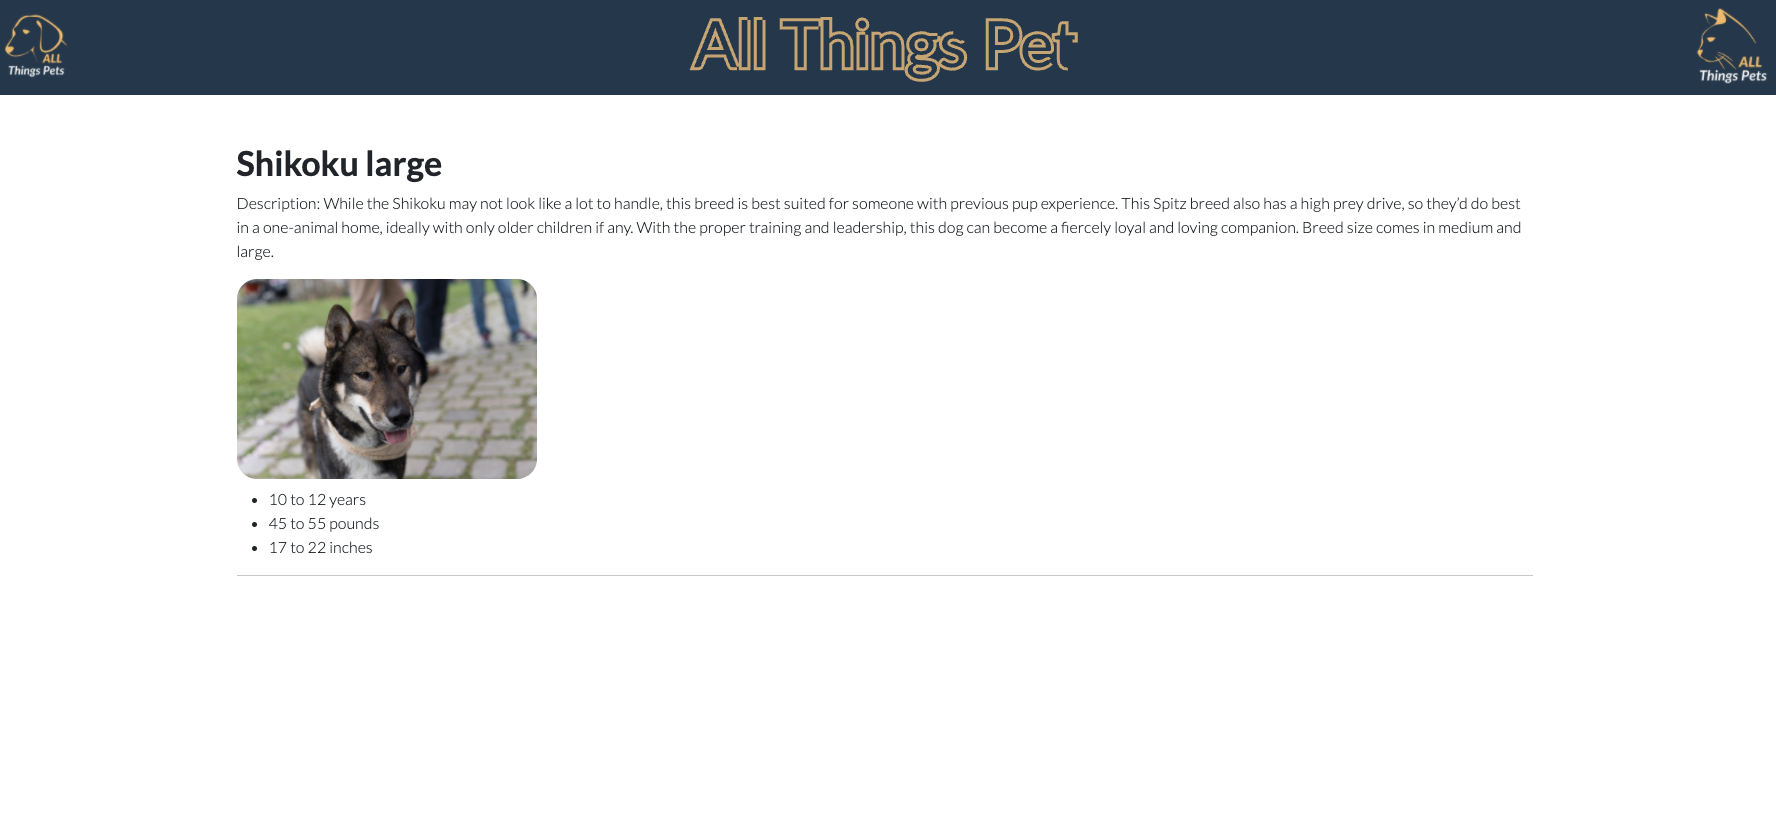 ALL
Things Pets
All Things Pet
ALL
Things Pets
Shikoku large
Description: While the Shikoku may not look like a lot to handle, this breed is best suited for someone with previous pup experience. This Spitz breed also has a high prey drive, so they’d do best
in a one-animal home, ideally with only older children if any. With the proper training and leadership, this dog can become a fiercely loyal and loving companion. Breed size comes in medium and
large.
10 to 12 years
45 to 55 pounds
17 to 22 inches